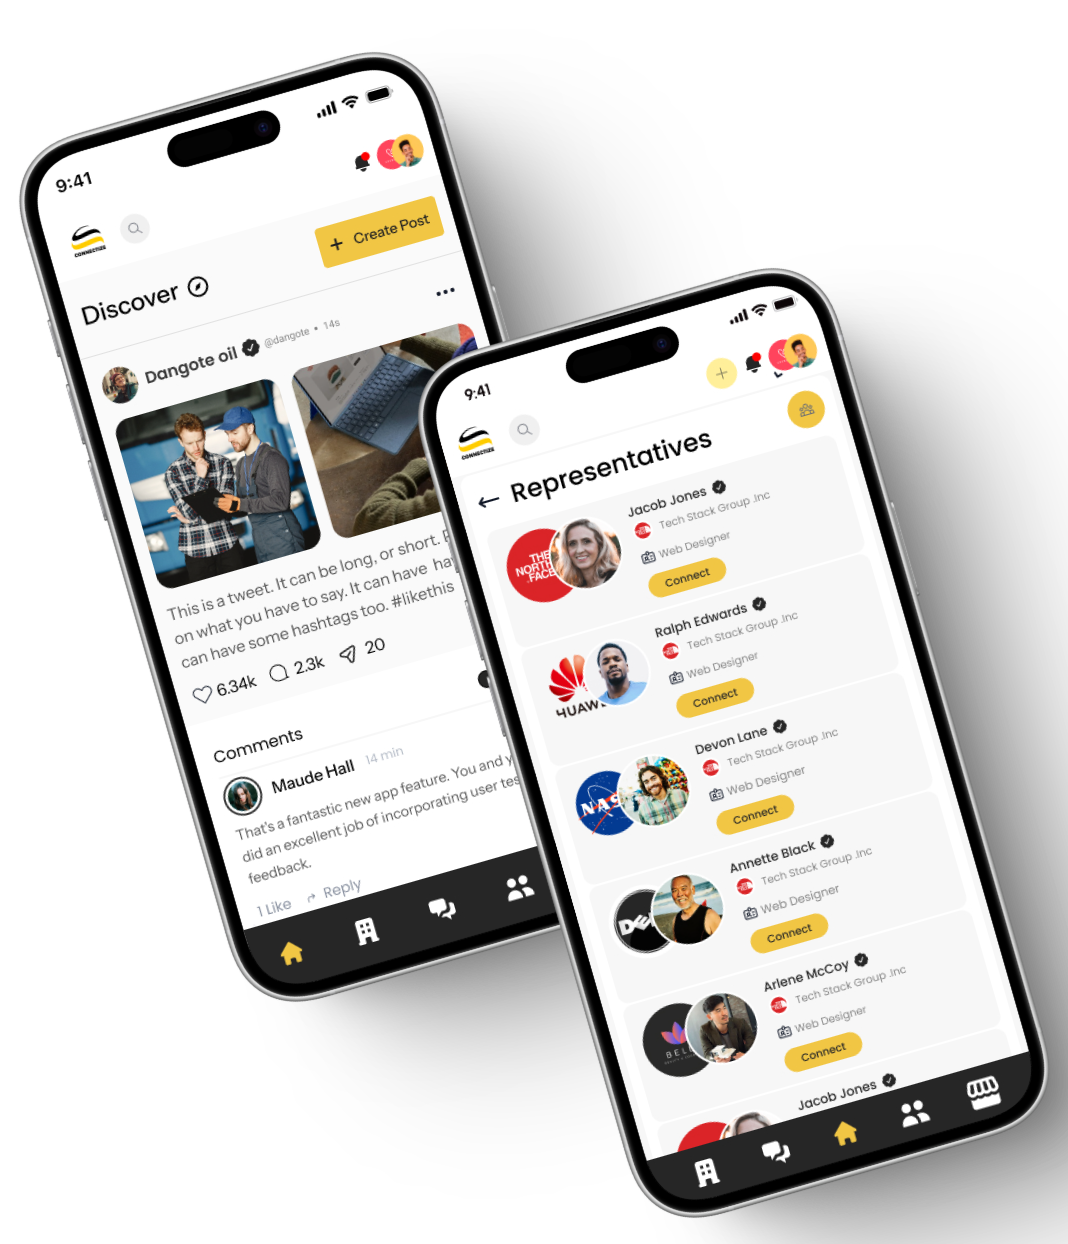 9:41
CONNECTIZE
+ Create Post
Discover
Dangote oil @dangote • 14s
This is a tweet. It can be long, or short.
on what you have to say. It can have
can have some hashtags too. #likethis
6.34k 2.3k 20
Comments
Maude Hall 14 min
That's a fantastic new app feature. You and
did an excellent job of incorporating user
feedback.
1 Like Reply
9:41
CONNECTIZE
Representatives
THE
NORTH
FACE
Jacob Jones
Tech Stack Group .Inc
Web Designer
Connect
Ralph Edwards
Tech Stack Group .Inc
Web Designer
Connect
Devon Lane
Tech Stack Group .Inc
Web Designer
Connect
Annette Black
Tech Stack Group .Inc
Web Designer
Connect
Arlene McCoy
Tech Stack Group .Inc
Web Designer
Connect
Jacob Jones